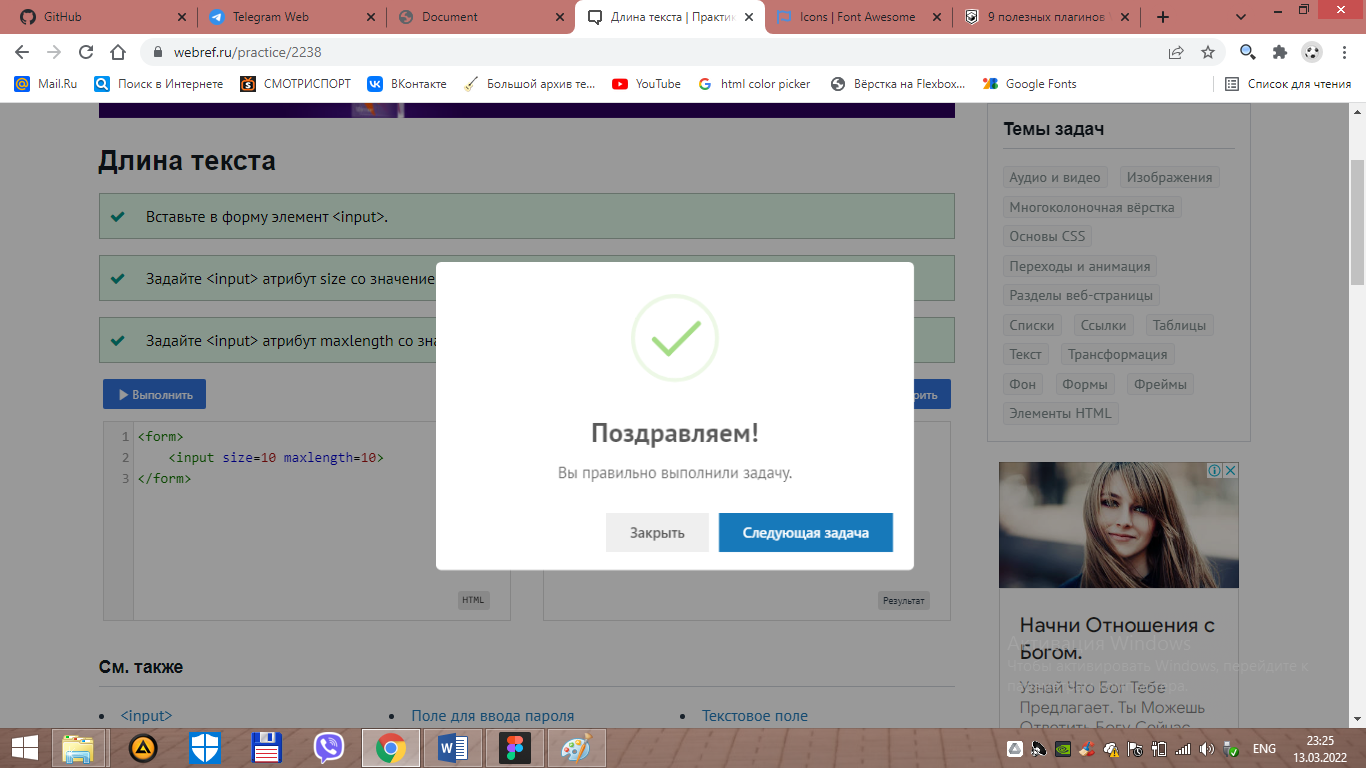 GitHub
Telegram Web
Document
Длина текста | Практик
Icons | Font Awesome
9 полезных плагинов
webref.ru/practice/2238
Mail.Ru
Поиск в Интернете
СМОТРИСПОРТ
ВКонтакте
Большой архив те...
YouTube
html color picker
Вёрстка на Flexbox...
Google Fonts
Список для чтения
Длина текста
Вставьте в форму элемент <input>.
Задайте <input> атрибут size со значение
Задайте <input> атрибут maxlength со зна
Выполнить
рить
1 <form>
2 <input size=10 maxlength=10>
3 </form>
HTML
Результат
Поздравляем!
Вы правильно выполнили задачу.
Закрыть
Следующая задача
См. также
<input>
Поле для ввода пароля
Текстовое поле
Темы задач
Аудио и видео
Изображения
Многоколоночная вёрстка
Основы CSS
Переходы и анимация
Разделы веб-страницы
Списки
Ссылки
Таблицы
Текст
Трансформация
Фон
Формы
Фреймы
Элементы HTML
Начни Отношения с
Богом.
Активация Windows
Чтобы активировать Windows, перейдите к
Узнай Что Бог Тебе
Предлагает. Ты Можешь
Ответить Богу Сейчас
ENG
23:25
13.03.2022